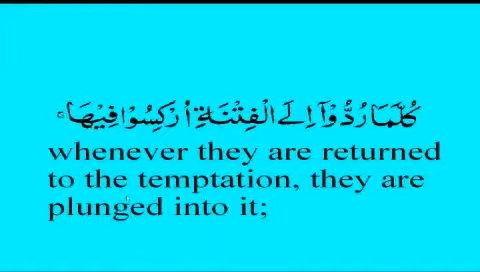 كُلَّمَا رُدُّوٓا۟ إِلَى ٱلْفِتْنَةِ أُرْكِسُوا۟ فِيهَا ۚ
whenever they are returned
to the temptation, they are
plunged into it;